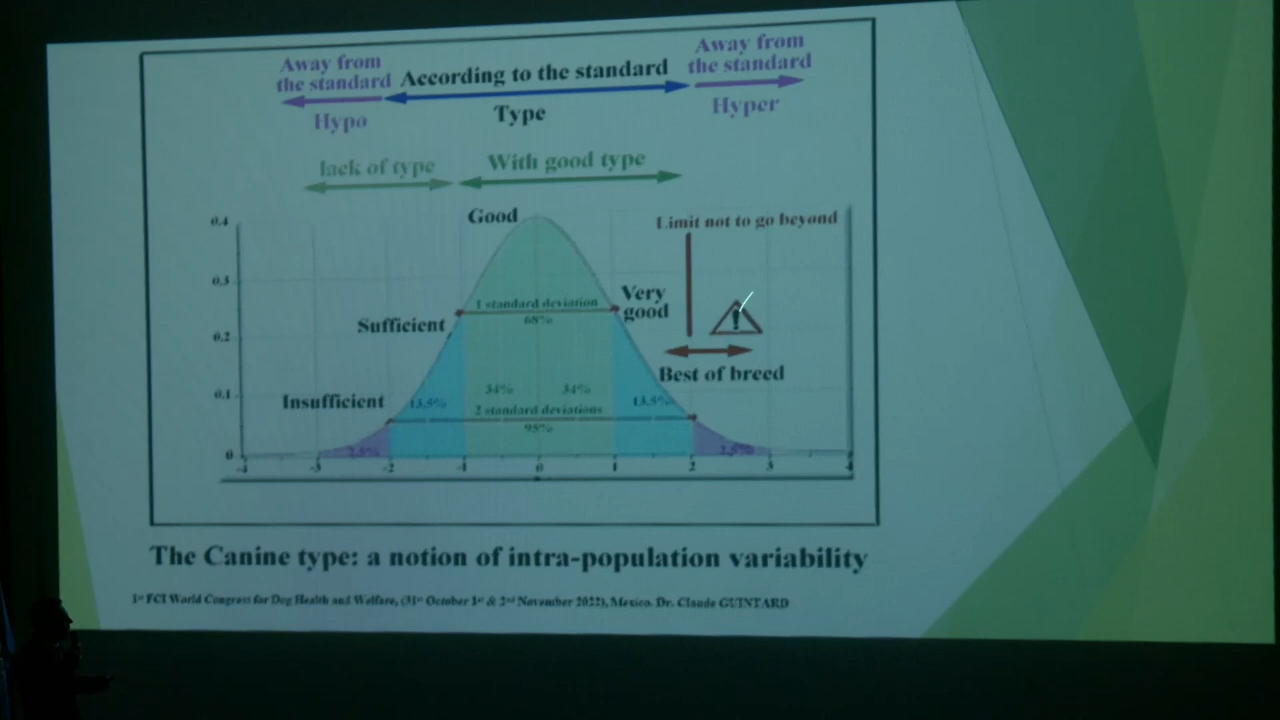 Away from
the standard
Hypo
According to the standard
Type
Away from
the standard
Hyper
lack of type
With good type
Good
Limit not to go beyond
0.4
0.3
0.2
0.1
0
1 standard deviation
68%
Very
good
Sufficient
Best of breed
34%
34%
Insufficient
13.5%
13.5%
2 standard deviations
95%
2.5%
2.5%
-4
-3
-2
-1
0
1
2
3
4
The Canine type: a notion of intra-population variability
1st FCI World Congress for Dog Health and Welfare, (31st October 1st & 2nd November 2022), Mexico. Dr. Claude GUINTARD